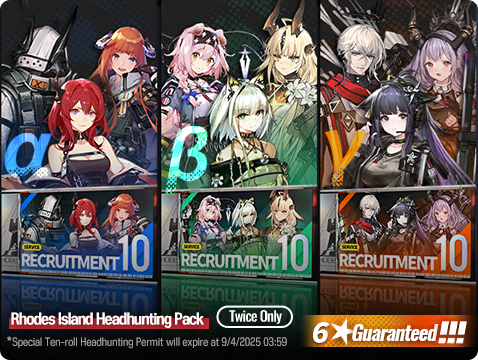 α
β
γ
SERVICE
RECRUITMENT 10
SERVICE
RECRUITMENT 10
SERVICE
RECRUITMENT 10
Rhodes Island Headhunting Pack
Twice Only
6★Guaranteed!!!
*Special Ten-roll Headhunting Permit will expire at 9/4/2025 03:59